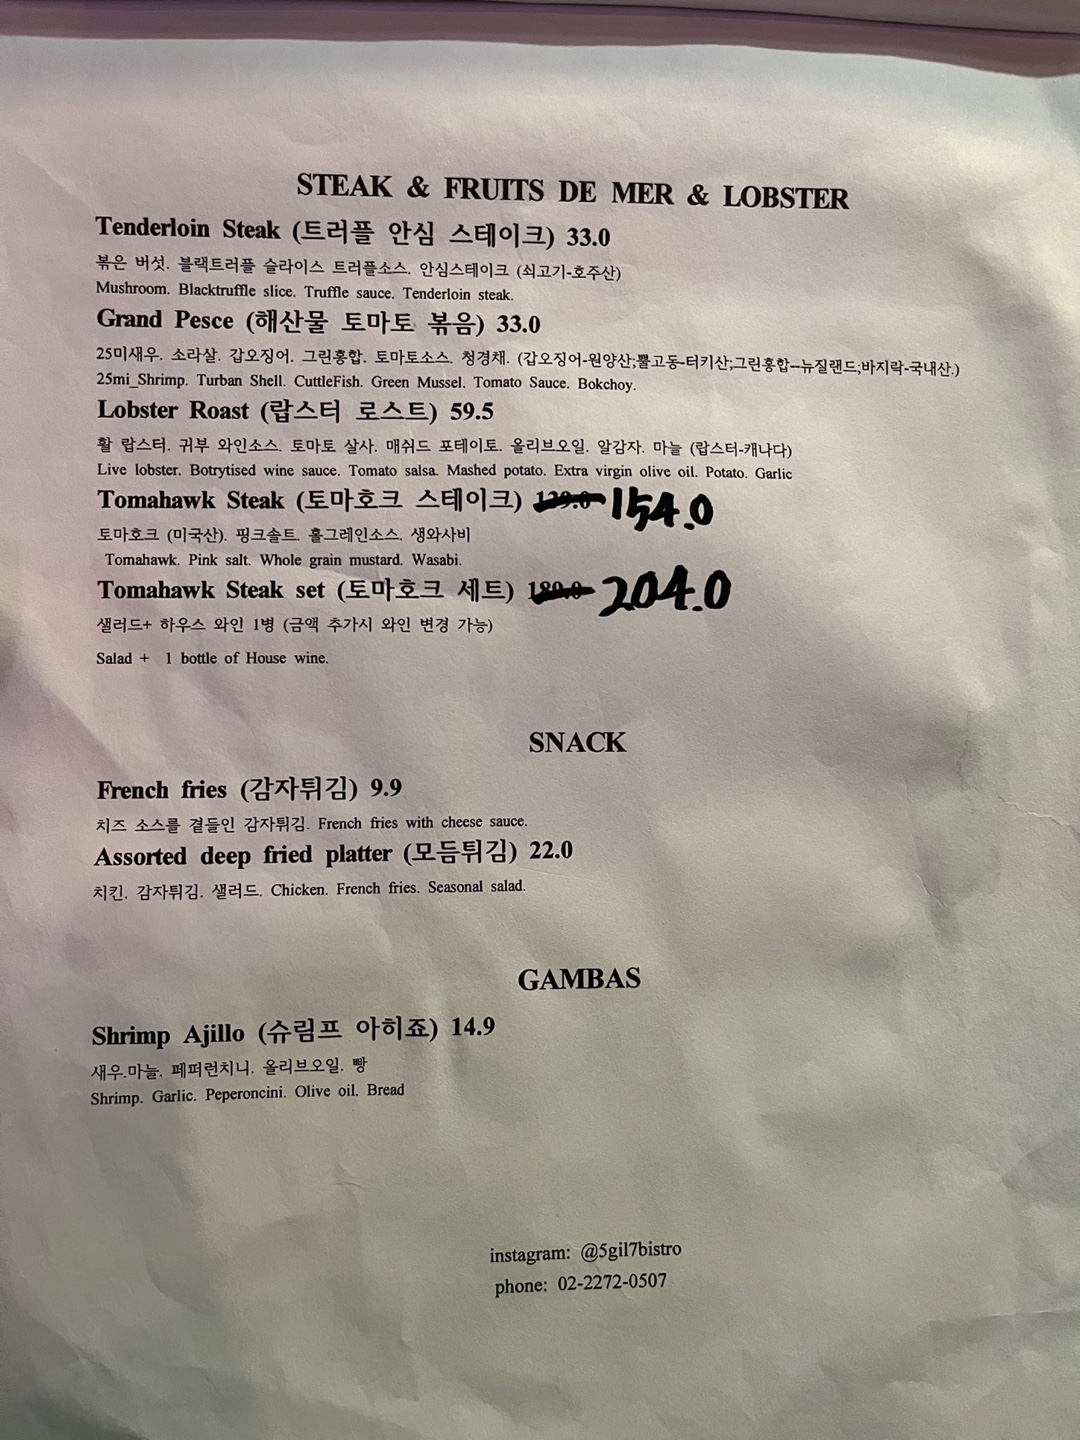 STEAK & FRUITS DE MER & LOBSTER
Tenderloin Steak (트러플 안심 스테이크) 33.0
볶은 버섯. 블랙트러플 슬라이스 트러플소스. 안심스테이크 (쇠고기-호주산)
Mushroom. Blacktruffle slice. Truffle sauce. Tenderloin steak.
Grand Pesce (해산물 토마토 볶음) 33.0
25미새우. 소라살. 갑오징어. 그린홍합. 토마토소스. 청경채. (갑오징어-원양산;뿔고동-터키산;그린홍합--뉴질랜드;바지락-국내산.)
25mi_Shrimp. Turban Shell. CuttleFish. Green Mussel. Tomato Sauce. Bokchoy.
Lobster Roast (랍스터 로스트) 59.5
활 랍스터. 귀부 와인소스. 토마토 살사. 매쉬드 포테이토. 올리브오일. 알감자. 마늘 (랍스터-캐나다)
Live lobster. Botrytised wine sauce. Tomato salsa. Mashed potato. Extra virgin olive oil. Potato. Garlic
Tomahawk Steak (토마호크 스테이크) 154.0
토마호크 (미국산). 핑크솔트. 홀그레인소스. 생와사비
Tomahawk. Pink salt. Whole grain mustard. Wasabi.
Tomahawk Steak set (토마호크 세트) 204.0
샐러드+ 하우스 와인 1병 (금액 추가시 와인 변경 가능)
Salad + 1 bottle of House wine.
SNACK
French fries (감자튀김) 9.9
치즈 소스를 곁들인 감자튀김. French fries with cheese sauce.
Assorted deep fried platter (모듬튀김) 22.0
치킨. 감자튀김. 샐러드. Chicken. French fries. Seasonal salad.
GAMBAS
Shrimp Ajillo (슈림프 아히죠) 14.9
새우.마늘. 페퍼런치니. 올리브오일. 빵
Shrimp. Garlic. Peperoncini. Olive oil. Bread
instagram: @5gil7bistro
phone: 02-2272-0507